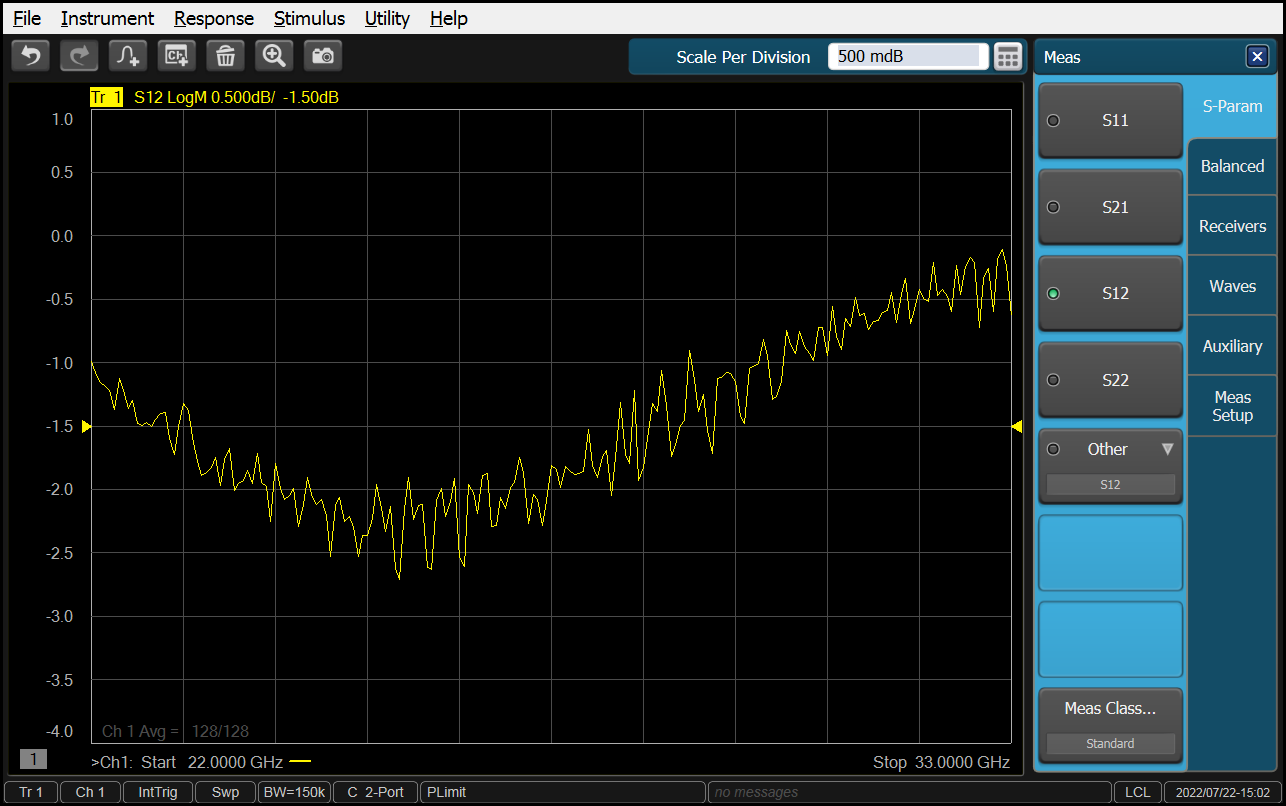 File Instrument Response Stimulus Utility Help
Ch
Scale Per Division 500 mdB
Meas
Tr 1 S12 LogM 0.500dB/ -1.50dB
1.0
0.5
0.0
-0.5
-1.0
-1.5
-2.0
-2.5
-3.0
-3.5
-4.0
Ch 1 Avg = 128/128
1
>Ch1: Start 22.0000 GHz
Stop 33.0000 GHz
S11
S21
S12
S22
Other
S12
Meas Class...
Standard
S-Param
Balanced
Receivers
Waves
Auxiliary
Meas
Setup
Tr 1 Ch 1 IntTrig Swp BW=150k C 2-Port PLimit no messages LCL 2022/07/22-15:02